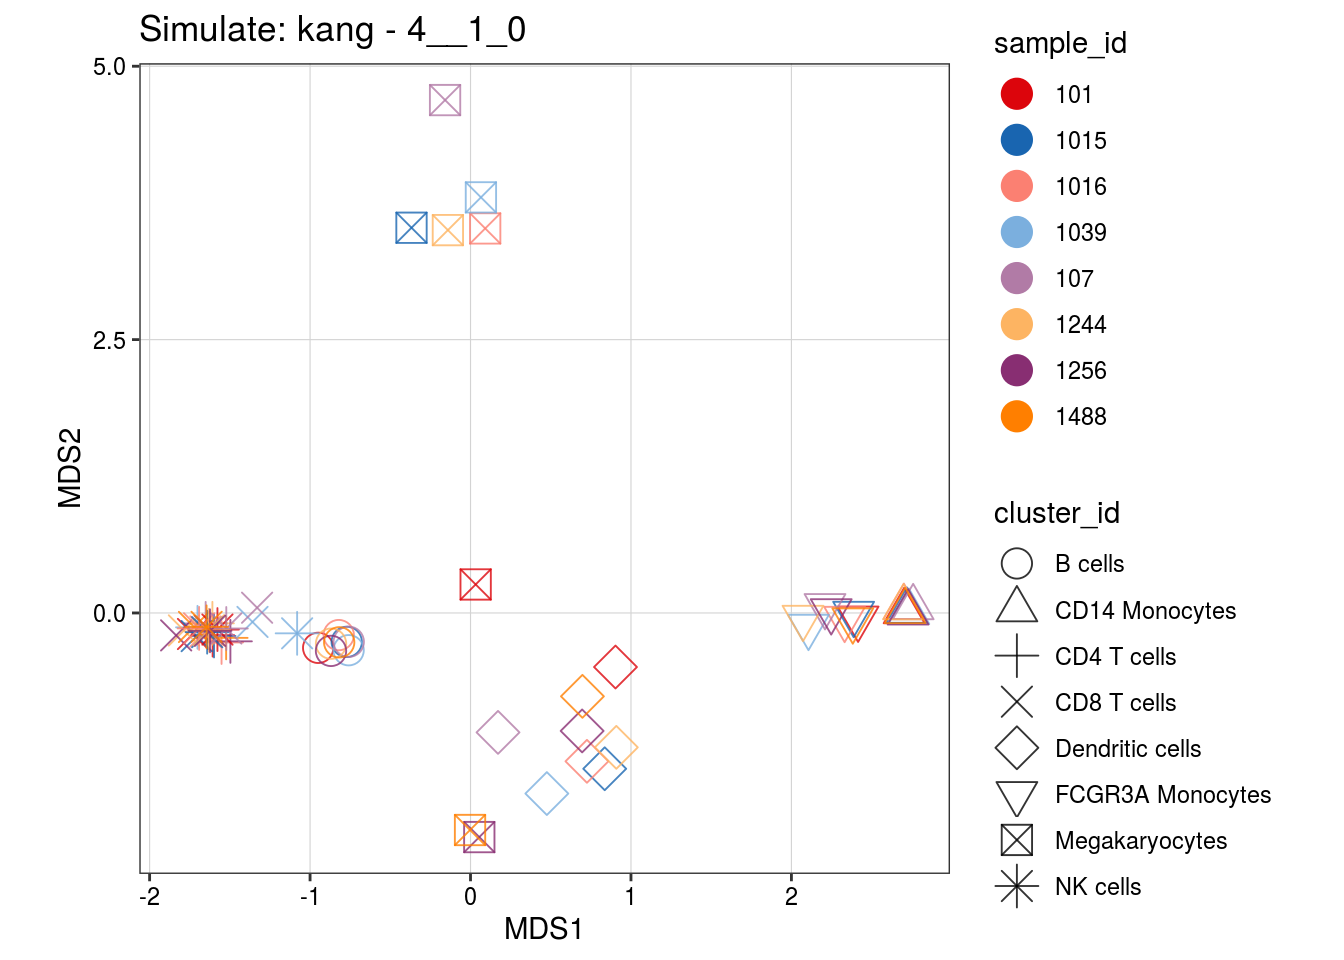 Simulate: kang - 4__1_0
5.0
2.5
0.0
MDS2
-2
-1
0
1
2
MDS1
sample_id
101
1015
1016
1039
107
1244
1256
1488
cluster_id
B cells
CD14 Monocytes
CD4 T cells
CD8 T cells
Dendritic cells
FCGR3A Monocytes
Megakaryocytes
NK cells